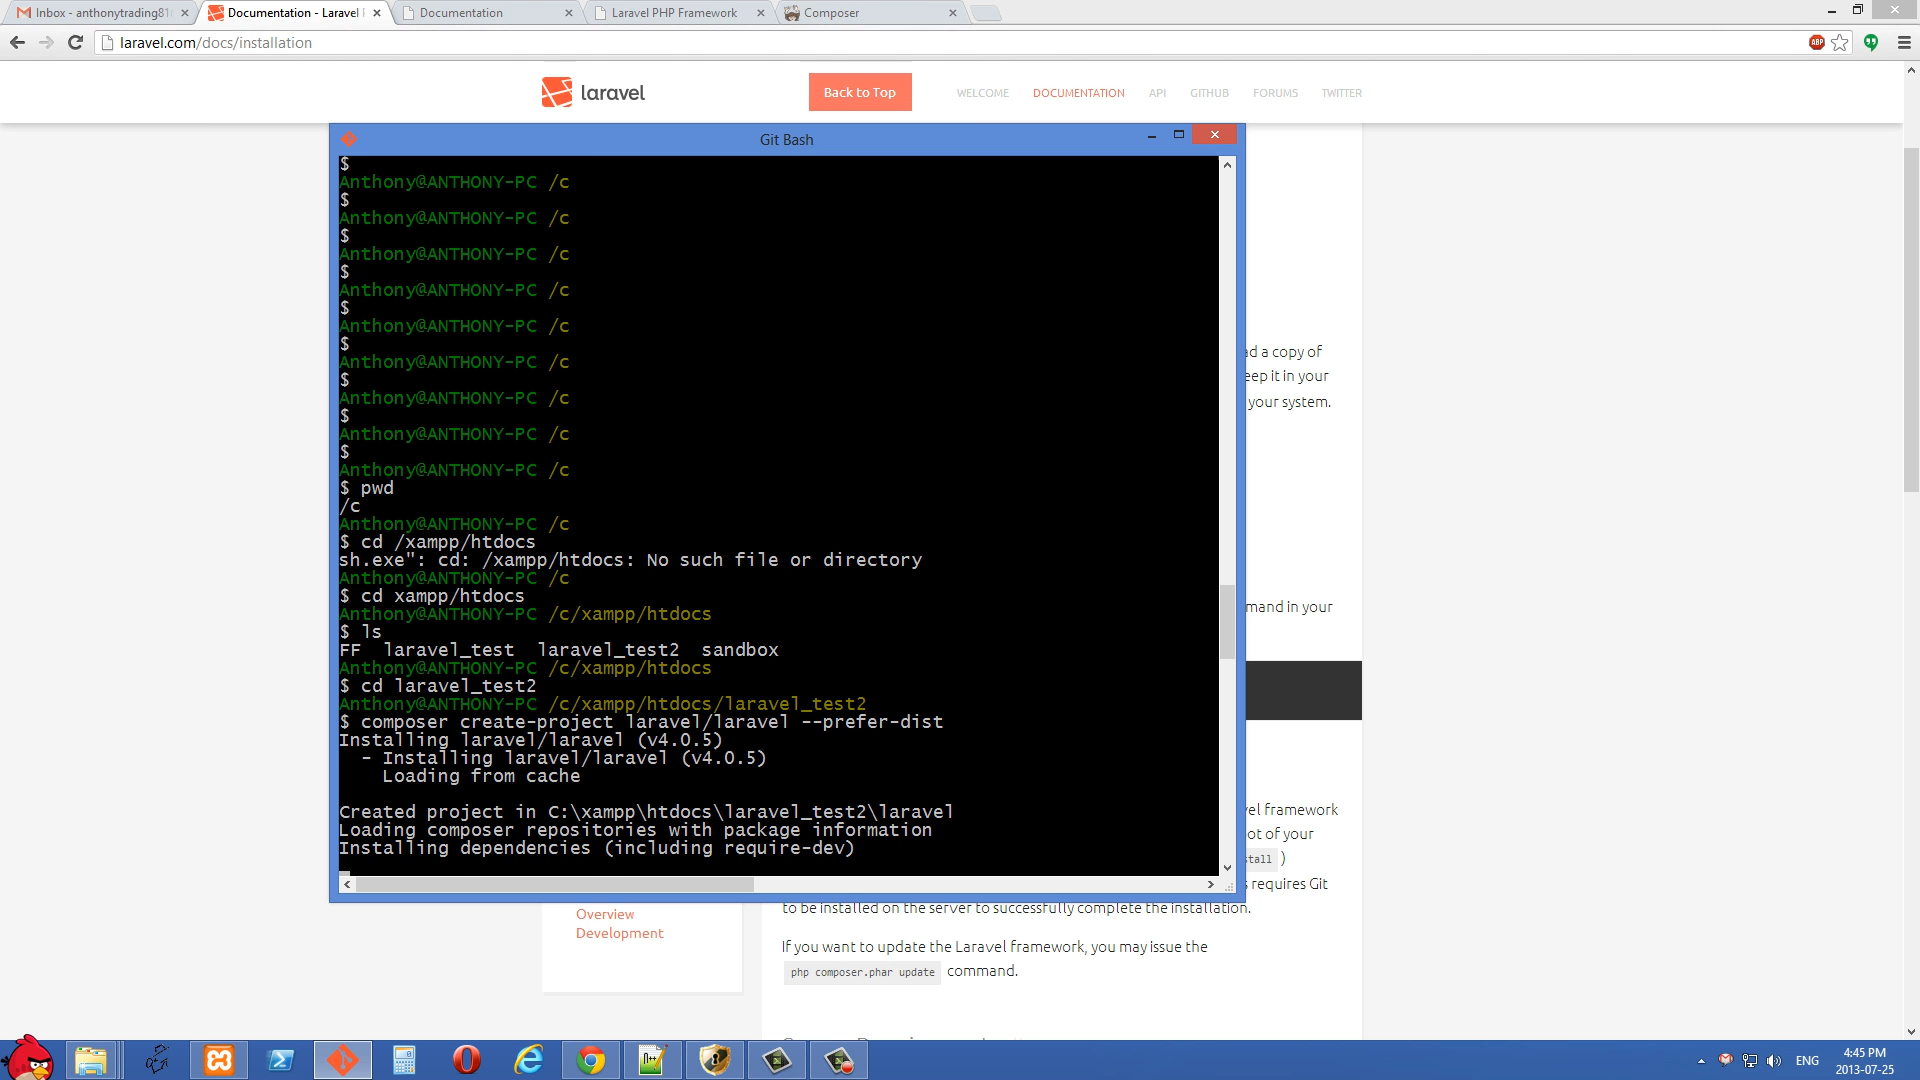 Inbox - anthonytrading81
Documentation - Laravel
Documentation
Laravel PHP Framework
Composer
laravel.com/docs/installation
ABP
laravel
Back to Top
WELCOME
DOCUMENTATION
API
GITHUB
FORUMS
TWITTER
Git Bash
$
Anthony@ANTHONY-PC /c
$
Anthony@ANTHONY-PC /c
$
Anthony@ANTHONY-PC /c
$
Anthony@ANTHONY-PC /c
$
Anthony@ANTHONY-PC /c
$
Anthony@ANTHONY-PC /c
$
Anthony@ANTHONY-PC /c
$
Anthony@ANTHONY-PC /c
$
Anthony@ANTHONY-PC /c
$ pwd
/c
Anthony@ANTHONY-PC /c
$ cd /xampp/htdocs
sh.exe": cd: /xampp/htdocs: No such file or directory
Anthony@ANTHONY-PC /c
$ cd xampp/htdocs
Anthony@ANTHONY-PC /c/xampp/htdocs
$ ls
FF laravel_test laravel_test2 sandbox
Anthony@ANTHONY-PC /c/xampp/htdocs
$ cd laravel_test2
Anthony@ANTHONY-PC /c/xampp/htdocs/laravel_test2
$ composer create-project laravel/laravel --prefer-dist
Installing laravel/laravel (v4.0.5)
- Installing laravel/laravel (v4.0.5)
Loading from cache
Created project in C:\xampp\htdocs\laravel_test2\laravel
Loading composer repositories with package information
Installing dependencies (including require-dev)
ad a copy of
eep it in your
your system.
mand in your
vel framework
ot of your
stall )
s requires Git
to be installed on the server to successfully complete the installation.
If you want to update the Laravel framework, you may issue the
php composer.phar update command.
Overview
Development
ENG
4:45 PM
2013-07-25